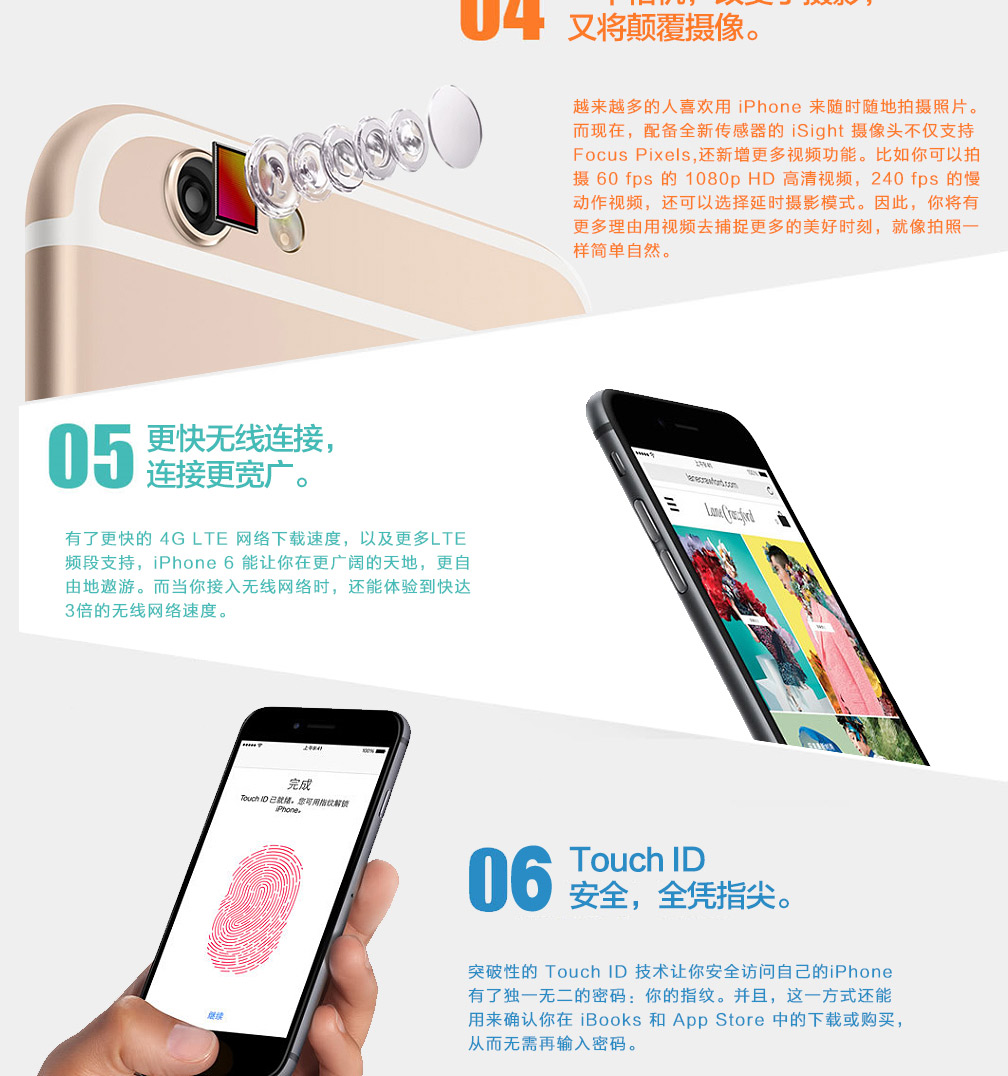 04
又将颠覆摄像。
越来越多的人喜欢用 iPhone 来随时随地拍摄照片。
而现在，配备全新传感器的 iSight 摄像头不仅支持
Focus Pixels,还新增更多视频功能。比如你可以拍
摄 60 fps 的 1080p HD 高清视频，240 fps 的慢
动作视频，还可以选择延时摄影模式。因此，你将有
更多理由用视频去捕捉更多的美好时刻，就像拍照一
样简单自然。
05
更快无线连接，
连接更宽广。
有了更快的 4G LTE 网络下载速度，以及更多LTE
频段支持，iPhone 6 能让你在更广阔的天地，更自
由地遨游。而当你接入无线网络时，还能体验到快达
3倍的无线网络速度。
上午9:41
100%
lanecrawford.com
Lane Crawford
上午9:41
100%
完成
Touch ID 已就绪。您可用指纹解锁
iPhone。
继续
06
Touch ID
安全，全凭指尖。
突破性的 Touch ID 技术让你安全访问自己的iPhone
有了独一无二的密码：你的指纹。并且，这一方式还能
用来确认你在 iBooks 和 App Store 中的下载或购买，
从而无需再输入密码。